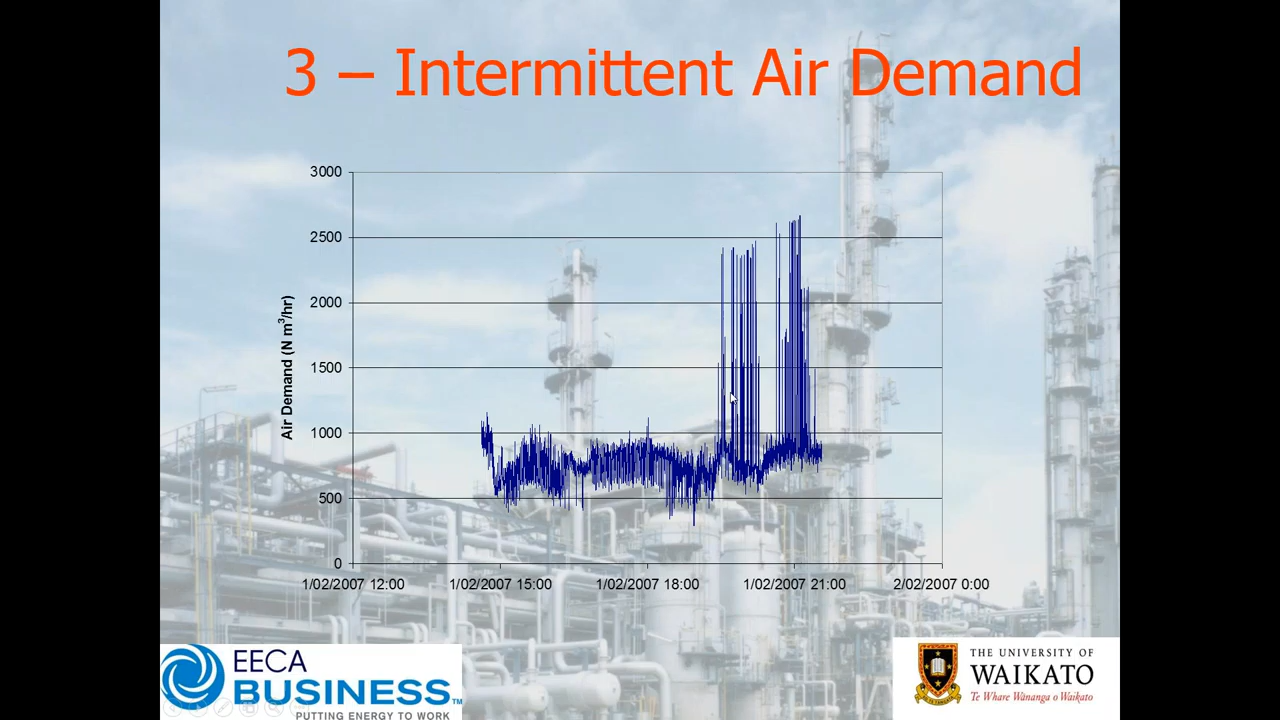 3 – Intermittent Air Demand
3000
2500
2000
1500
1000
500
0
Air Demand (N m³/hr)
1/02/2007 12:00
1/02/2007 15:00
1/02/2007 18:00
1/02/2007 21:00
2/02/2007 0:00
EECA
BUSINESS™
PUTTING ENERGY TO WORK
THE UNIVERSITY OF
WAIKATO
Te Whare Wānanga o Waikato